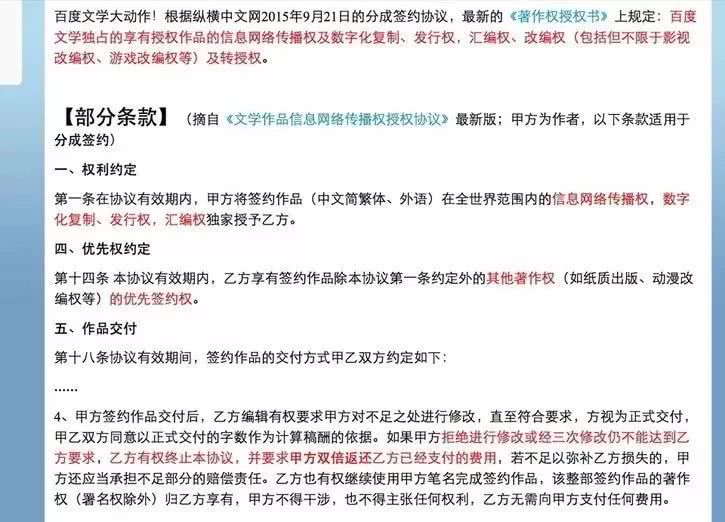 百度文学大动作！根据纵横中文网2015年9月21日的分成签约协议，最新的《著作权授权书》上规定：百度
文学独占的享有授权作品的信息网络传播权及数字化复制、发行权，汇编权、改编权（包括但不限于影视
改编权、游戏改编权等）及转授权。
【部分条款】（摘自《文学作品信息网络传播权授权协议》最新版；甲方为作者，以下条款适用于
分成签约）
一、权利约定
第一条在协议有效期内，甲方将签约作品（中文简繁体、外语）在全世界范围内的信息网络传播权，数字
化复制、发行权，汇编权独家授予乙方。
四、优先权约定
第十四条 本协议有效期内，乙方享有签约作品除本协议第一条约定外的其他著作权（如纸质出版、动漫改
编权等）的优先签约权。
五、作品交付
第十八条协议有效期间，签约作品的交付方式甲乙双方约定如下：
......
4、甲方签约作品交付后，乙方编辑有权要求甲方对不足之处进行修改，直至符合要求，方视为正式交付，
甲乙双方同意以正式交付的字数作为计算稿酬的依据。如果甲方拒绝进行修改或经三次修改仍不能达到乙
方要求，乙方有权终止本协议，并要求甲方双倍返还乙方已经支付的费用，若不足以弥补乙方损失的，甲
方还应当承担不足部分的赔偿责任。乙方也有权继续使用甲方笔名完成签约作品，该整部签约作品的著作
权（署名权除外）归乙方享有，甲方不得干涉，也不得主张任何权利，乙方无需向甲方支付任何费用。